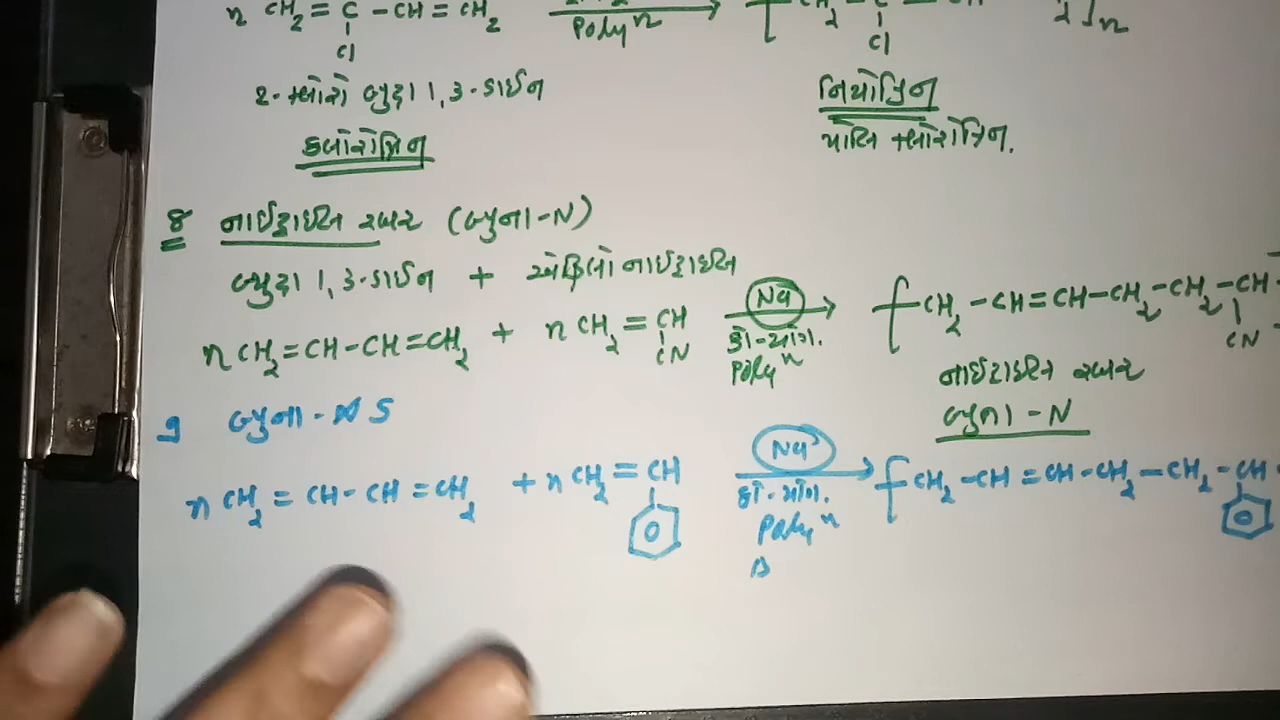 n CH₂ = C – CH = CH₂ Polyⁿ → CH₂ – C ]n
Cl Cl
૨-ક્લોરો બ્યુટા 1,3-ડાઈન નિયોપ્રિન
ક્લોરોપ્રિન પોલિ ક્લોરોપ્રિન.
8 નાઈટ્રાઈલ રબર (બ્યુના-N)
બ્યુટા 1,3-ડાઈન + એક્રિલો નાઈટ્રાઈલ
n CH₂=CH–CH=CH₂ + n CH₂ = CH Na → CH₂ – CH = CH – CH₂ – CH₂ – CH
CN કો-પોલિ. Polyⁿ CN
નાઈટ્રાઈલ રબર
બ્યુના - N
9 બ્યુના - S
n CH₂ = CH – CH = CH₂ + n CH₂ = CH Na → CH₂ – CH = CH – CH₂ – CH₂ – CH
કો-પોલિ.
Polyⁿ